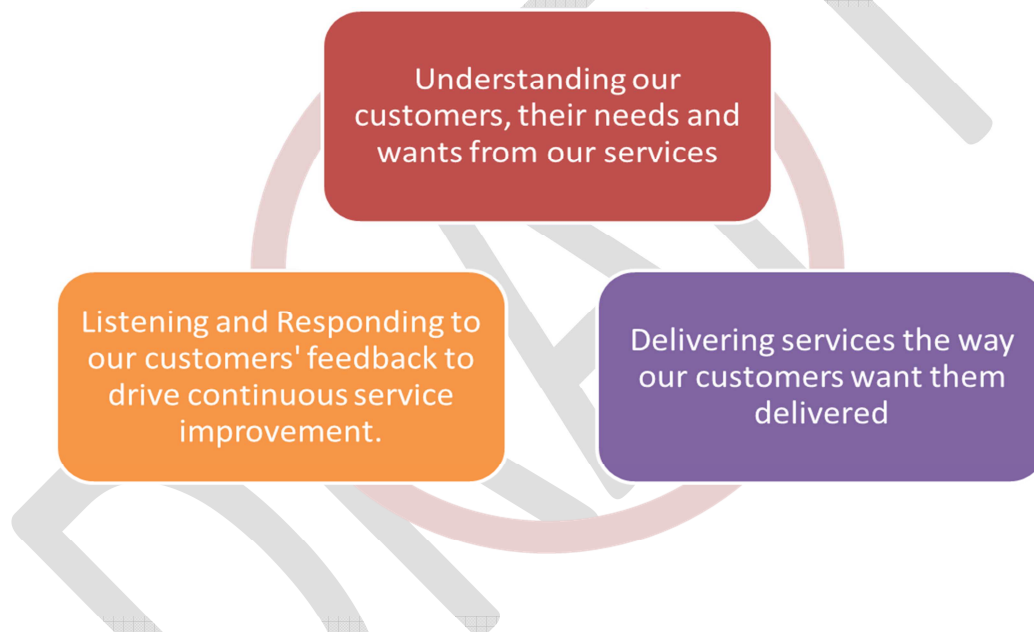 Understanding our
customers, their needs and
wants from our services
Listening and Responding to
our customers' feedback to
drive continuous service
improvement.
Delivering services the way
our customers want them
delivered
DRAFT